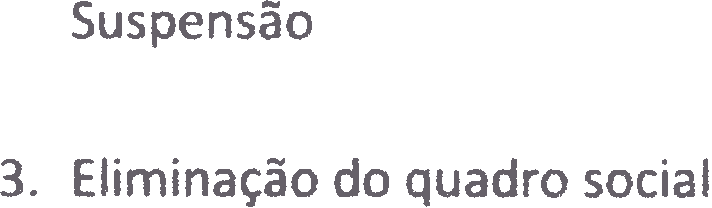 Suspensão
3. Eliminação do quadro social